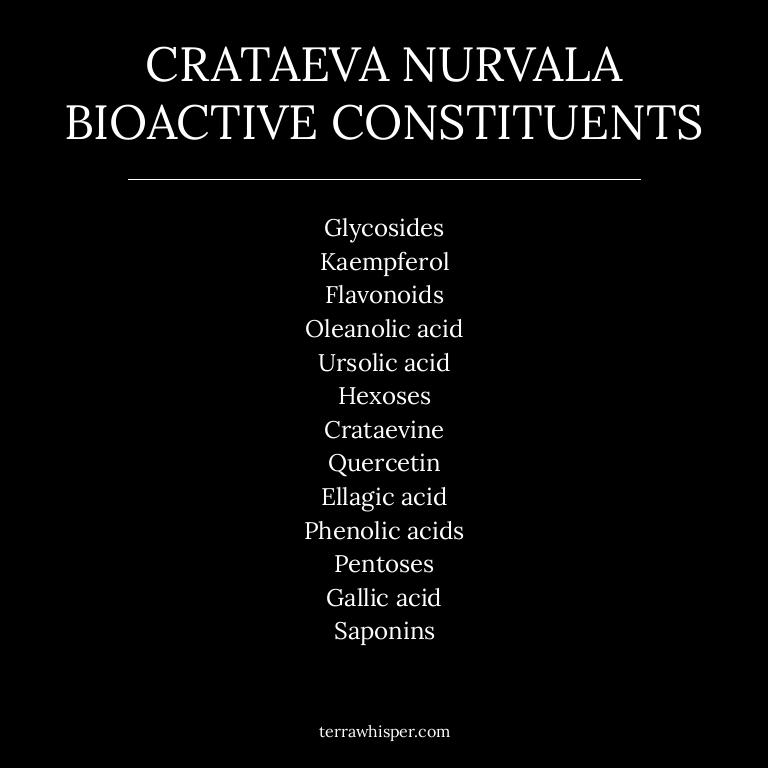 CRATAEVA NURVALA
BIOACTIVE CONSTITUENTS
Glycosides
Kaempferol
Flavonoids
Oleanolic acid
Ursolic acid
Hexoses
Crataevine
Quercetin
Ellagic acid
Phenolic acids
Pentoses
Gallic acid
Saponins
terrawhisper.com